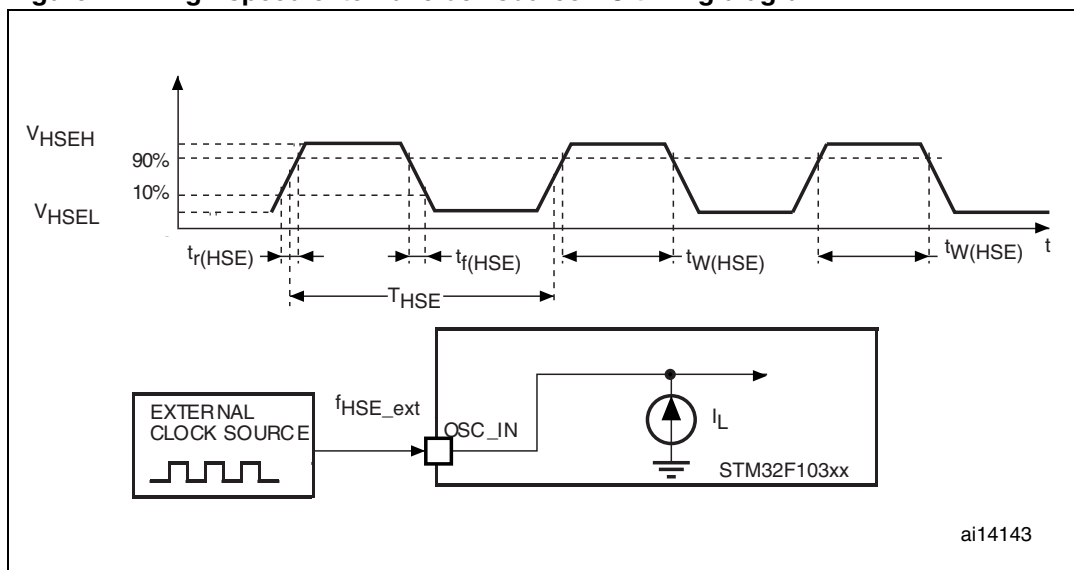 VHSEH
90%
10%
VHSEL
tr(HSE)
tf(HSE)
tW(HSE)
tW(HSE)
t
THSE
EXTERNAL
CLOCK SOURCE
fHSE_ext
OSC_IN
IL
STM32F103xx
ai14143